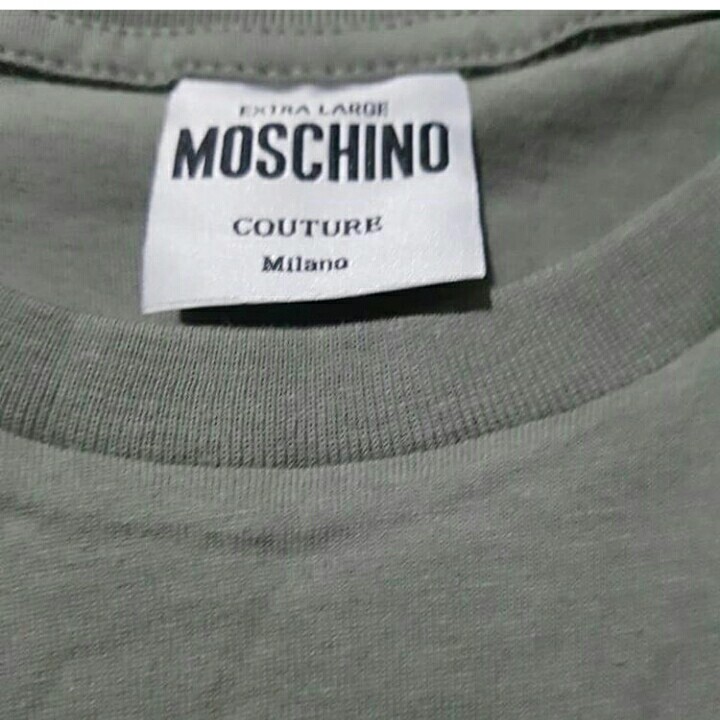 EXTRA LARGE
MOSCHINO
COUTURE
Milano